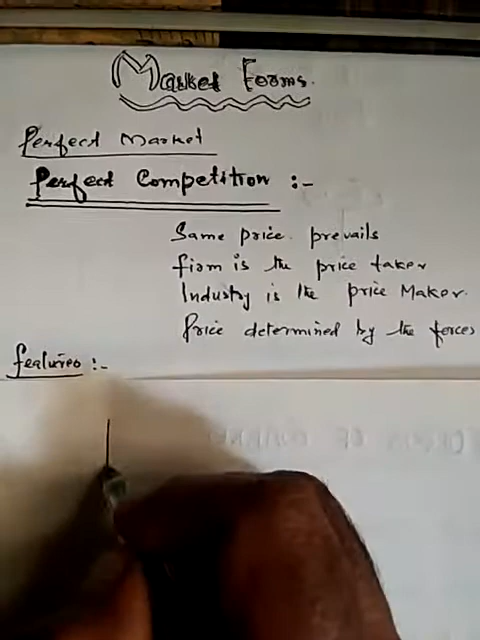 Market Forms.
Perfect Market
Perfect Competition :-
Same price prevails
firm is the price taker
Industry is the price Maker.
Price determined by the forces
features :-